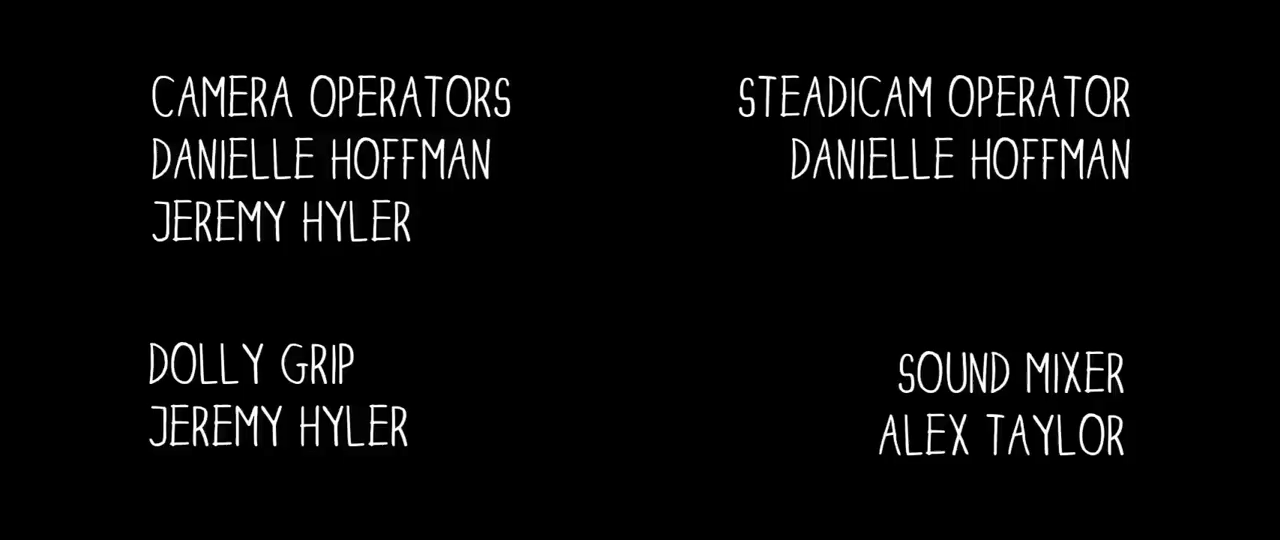 CAMERA OPERATORS
DANIELLE HOFFMAN
JEREMY HYLER
STEADICAM OPERATOR
DANIELLE HOFFMAN
DOLLY GRIP
JEREMY HYLER
SOUND MIXER
ALEX TAYLOR